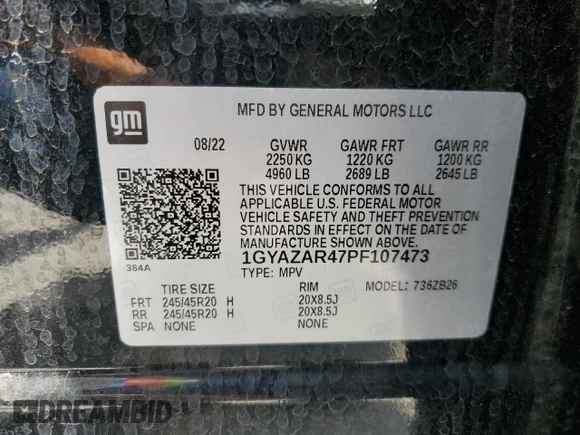 gm
MFD BY GENERAL MOTORS LLC
08/22 GVWR GAWR FRT GAWR RR
2250 KG 1220 KG 1200 KG
4960 LB 2689 LB 2645 LB
THIS VEHICLE CONFORMS TO ALL
APPLICABLE U.S. FEDERAL MOTOR
VEHICLE SAFETY AND THEFT PREVENTION
STANDARDS IN EFFECT ON THE DATE OF
MANUFACTURE SHOWN ABOVE.
384A
1GYAZAR47PF107473
TYPE: MPV MODEL: 736ZB26
TIRE SIZE RIM
FRT 245/45R20 H 20X8.5J
RR 245/45R20 H 20X8.5J
SPA NONE NONE
DREAMBID